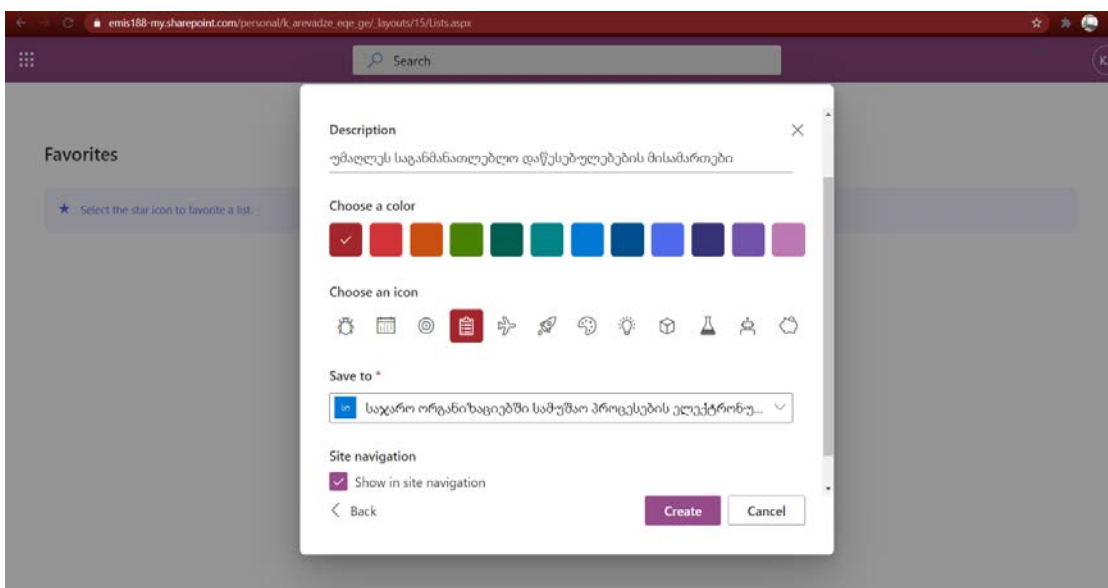 emis188-my.sharepoint.com/personal/k_arevadze_eqe_ge/_layouts/15/Lists.aspx
Search
Description
უმაღლეს საგანმანათლებლო დაწესებულებების მისამართები
Favorites
Select the star icon to favorite a list.
Choose a color
Choose an icon
Save to *
ს საჯარო ორგანიზაციებში სამუშაო პროცესების ელექტრონუ...
Site navigation
Show in site navigation
Back
Create
Cancel